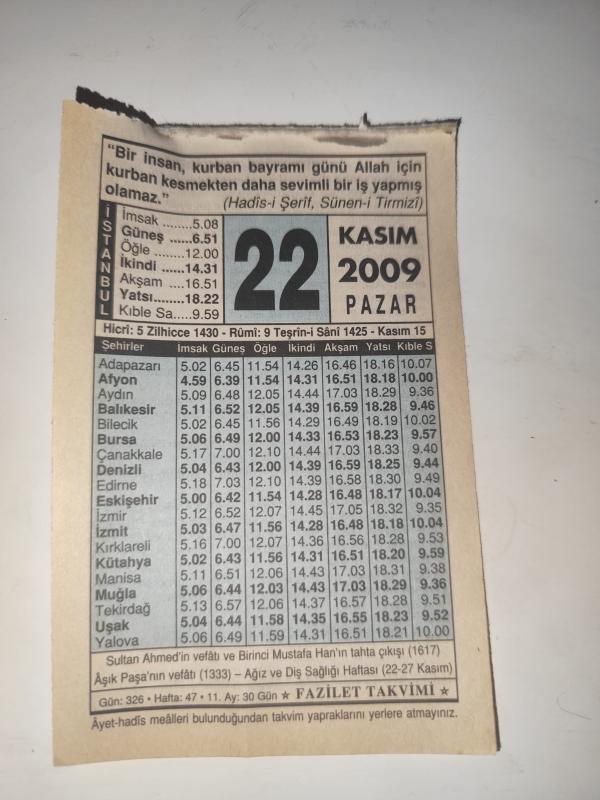 "Bir insan, kurban bayramı günü Allah için
kurban kesmekten daha sevimli bir iş yapmış
olamaz."
(Hadîs-i Şerîf, Sünen-i Tirmizî)
İSTANBUL
İmsak ........5.08
Güneş ......6.51
Öğle ........12.00
İkindi ......14.31
Akşam ....16.51
Yatsı........18.22
Kıble Sa.....9.59
22
KASIM
2009
PAZAR
Hicrî: 5 Zilhicce 1430 - Rûmî: 9 Teşrîn-i Sânî 1425 - Kasım 15
Şehirler İmsak Güneş Öğle İkindi Akşam Yatsı Kıble S
Adapazarı 5.02 6.45 11.54 14.26 16.46 18.16 10.07
Afyon 4.59 6.39 11.54 14.31 16.51 18.18 10.00
Aydın 5.09 6.48 12.05 14.44 17.03 18.29 9.36
Balıkesir 5.11 6.52 12.05 14.39 16.59 18.28 9.46
Bilecik 5.02 6.45 11.56 14.29 16.49 18.19 10.02
Bursa 5.06 6.49 12.00 14.33 16.53 18.23 9.57
Çanakkale 5.17 7.00 12.10 14.44 17.03 18.33 9.40
Denizli 5.04 6.43 12.00 14.39 16.59 18.25 9.44
Edirne 5.18 7.03 12.10 14.39 16.58 18.30 9.49
Eskişehir 5.00 6.42 11.54 14.28 16.48 18.17 10.04
İzmir 5.12 6.52 12.07 14.45 17.05 18.32 9.35
İzmit 5.03 6.47 11.56 14.28 16.48 18.18 10.04
Kırklareli 5.16 7.00 12.07 14.36 16.56 18.28 9.53
Kütahya 5.02 6.43 11.56 14.31 16.51 18.20 9.59
Manisa 5.11 6.51 12.06 14.43 17.03 18.31 9.38
Muğla 5.06 6.44 12.03 14.43 17.03 18.29 9.36
Tekirdağ 5.13 6.57 12.06 14.37 16.57 18.28 9.51
Uşak 5.04 6.44 11.58 14.35 16.55 18.23 9.52
Yalova 5.06 6.49 11.59 14.31 16.51 18.21 10.00
Sultan Ahmed'in vefâtı ve Birinci Mustafa Han'ın tahta çıkışı (1617)
Âşık Paşa'nın vefâtı (1333) – Ağız ve Diş Sağlığı Haftası (22-27 Kasım)
Gün: 326 • Hafta: 47 • 11. Ay: 30 Gün ★ FAZİLET TAKVİMİ ★
Âyet-hadîs meâlleri bulunduğundan takvim yapraklarını yerlere atmayınız.